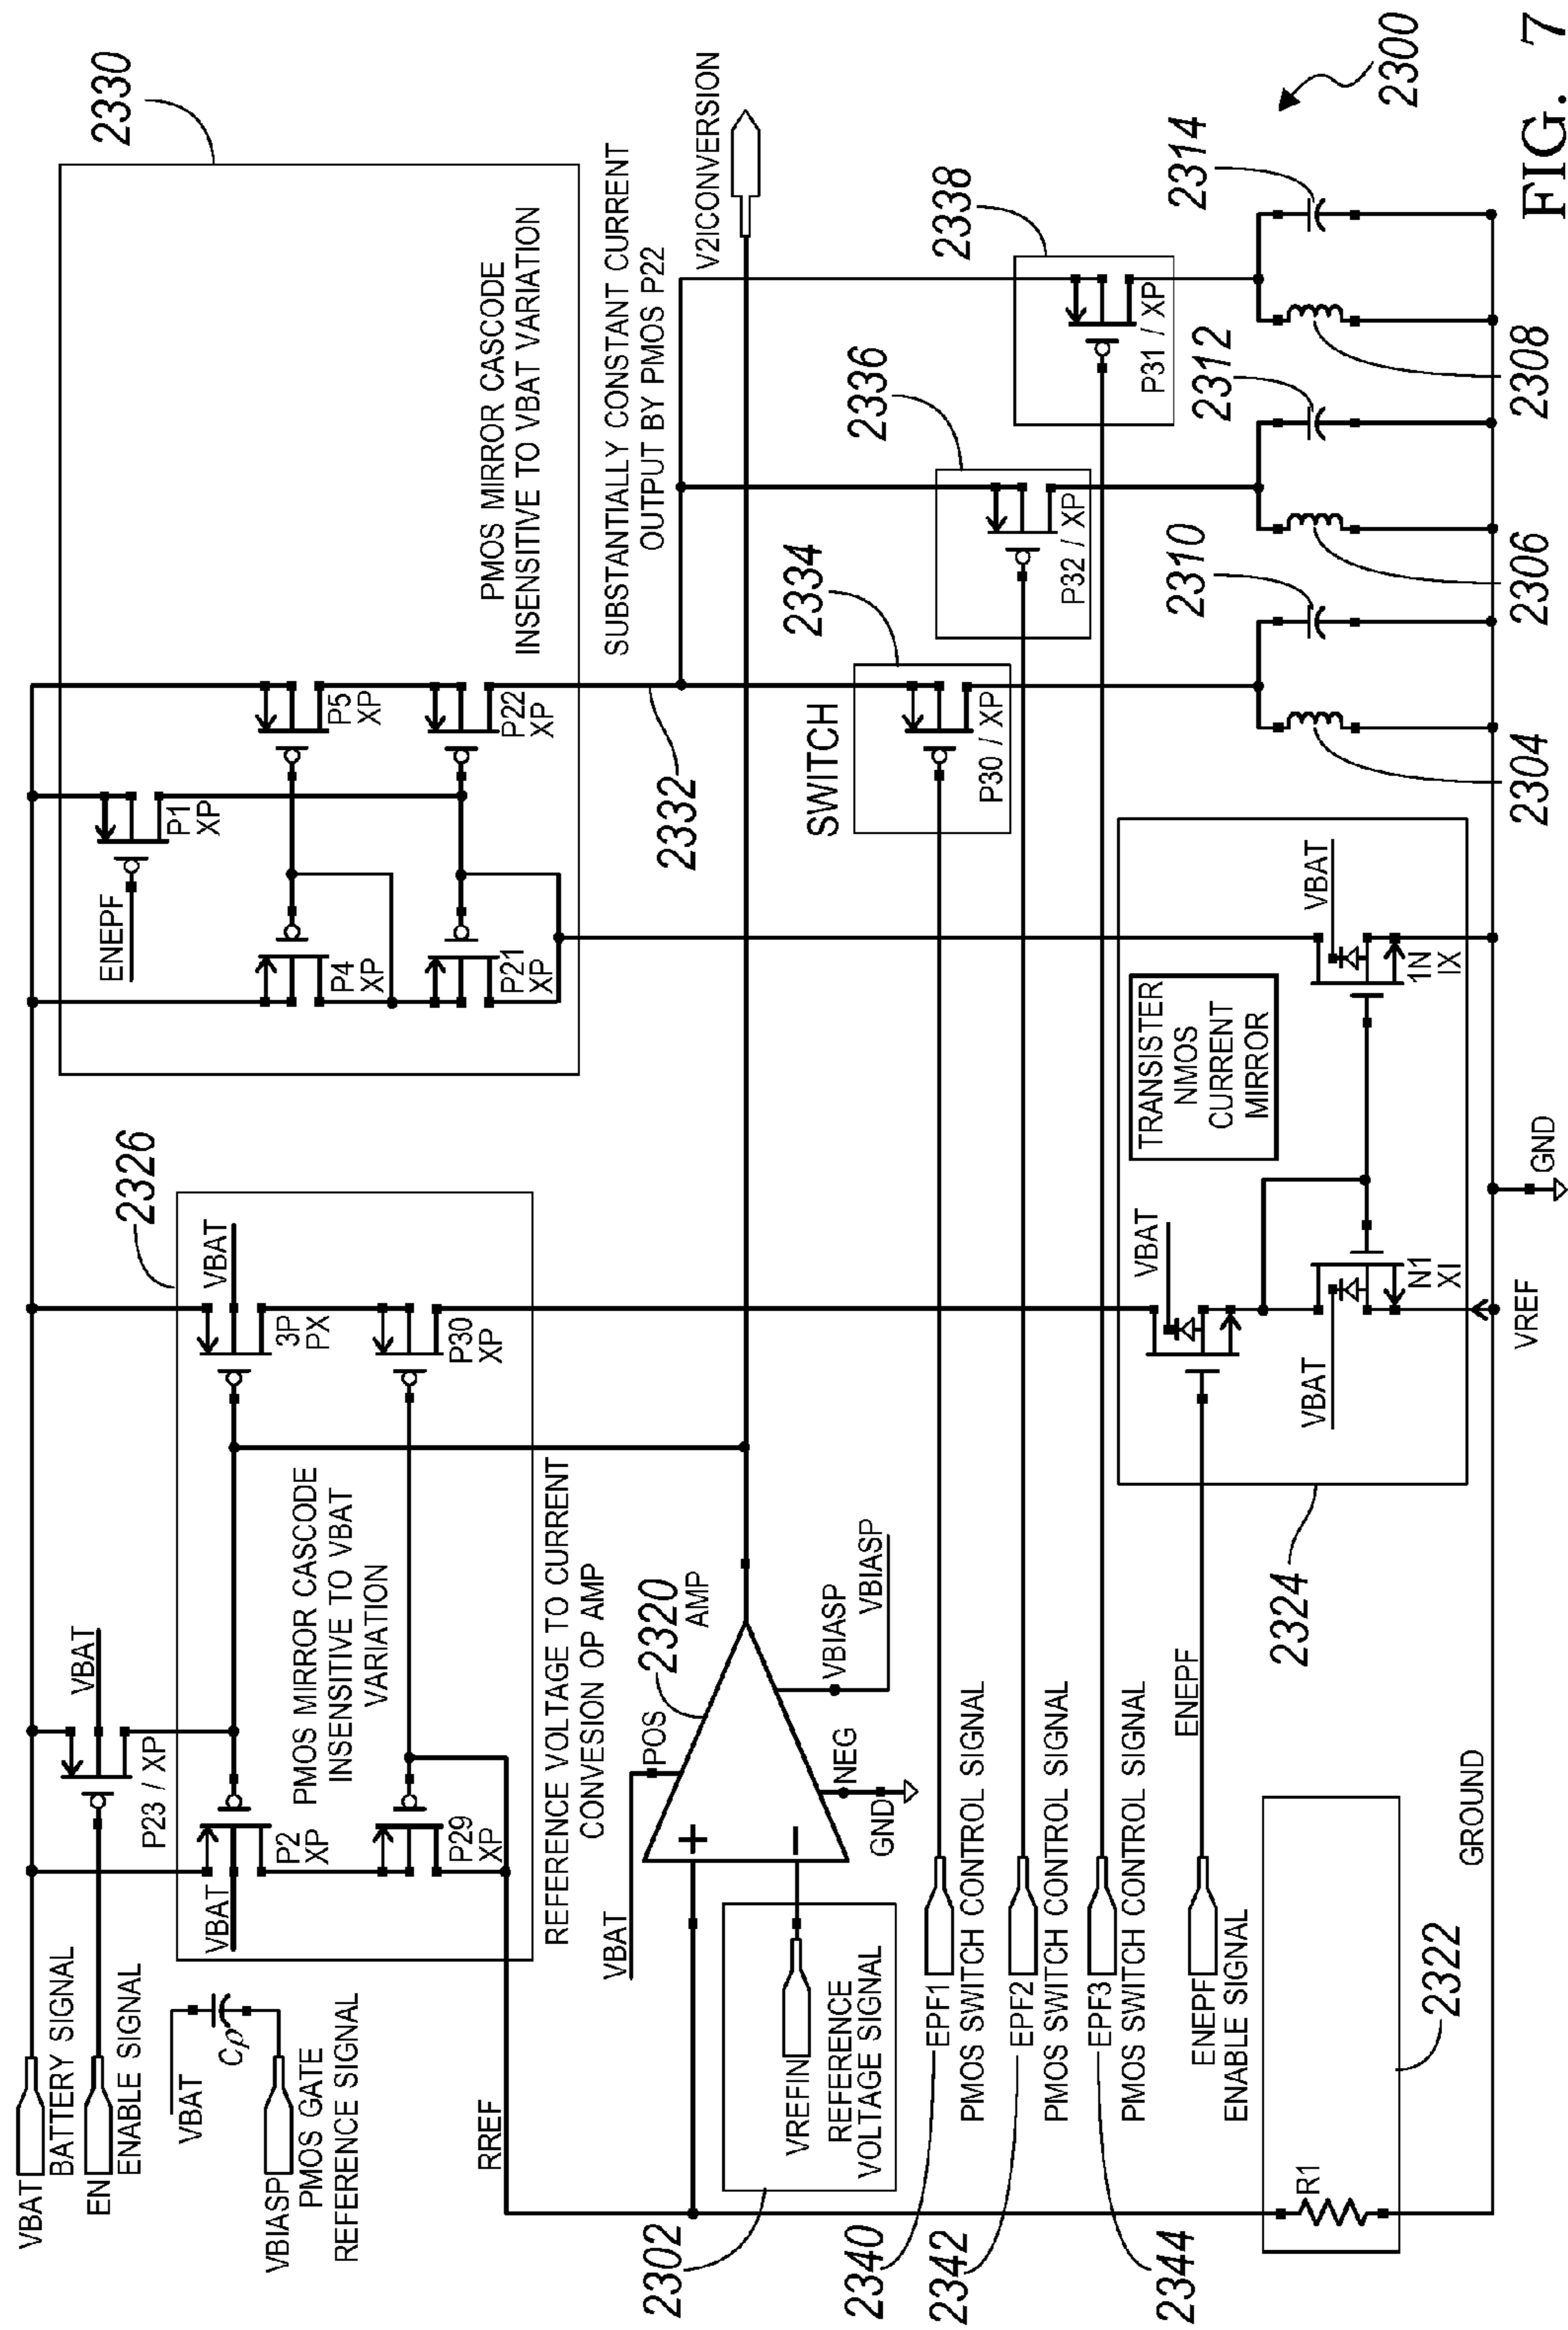 VBAT
BATTERY SIGNAL
EN
ENABLE SIGNAL
VBAT
Cρ
VBIASP
PMOS GATE
REFERENCE SIGNAL
P23 / XP
VBAT
2326
VBAT
P2
XP
P29
XP
PMOS MIRROR CASCODE
INSENSITIVE TO VBAT
VARIATION
VBAT
3P
PX
P30
XP
ENEPF
P1
XP
P4
XP
P21
XP
P5
XP
P22
XP
PMOS MIRROR CASCODE
INSENSITIVE TO VBAT VARIATION
2330
RREF
REFERENCE VOLTAGE TO CURRENT
CONVESION OP AMP
VBAT
POS
2320
AMP
+
−
NEG
GND
VBIASP
VBIASP
VREFIN
REFERENCE
VOLTAGE SIGNAL
2302
2332
SUBSTANTIALLY CONSTANT CURRENT
OUTPUT BY PMOS P22
V2ICONVERSION
SWITCH
2334
P30 / XP
2336
P32 / XP
2338
P31 / XP
2340
EPF1
PMOS SWITCH CONTROL SIGNAL
2342
EPF2
PMOS SWITCH CONTROL SIGNAL
2344
EPF3
PMOS SWITCH CONTROL SIGNAL
ENEPF
ENABLE SIGNAL
ENEPF
2324
VBAT
VBAT
N1
XI
TRANSISTER
NMOS
CURRENT
MIRROR
VBAT
1N
IX
R1
2322
GROUND
VREF
GND
2310
2312
2314
2304
2306
2308
2300
FIG. 7